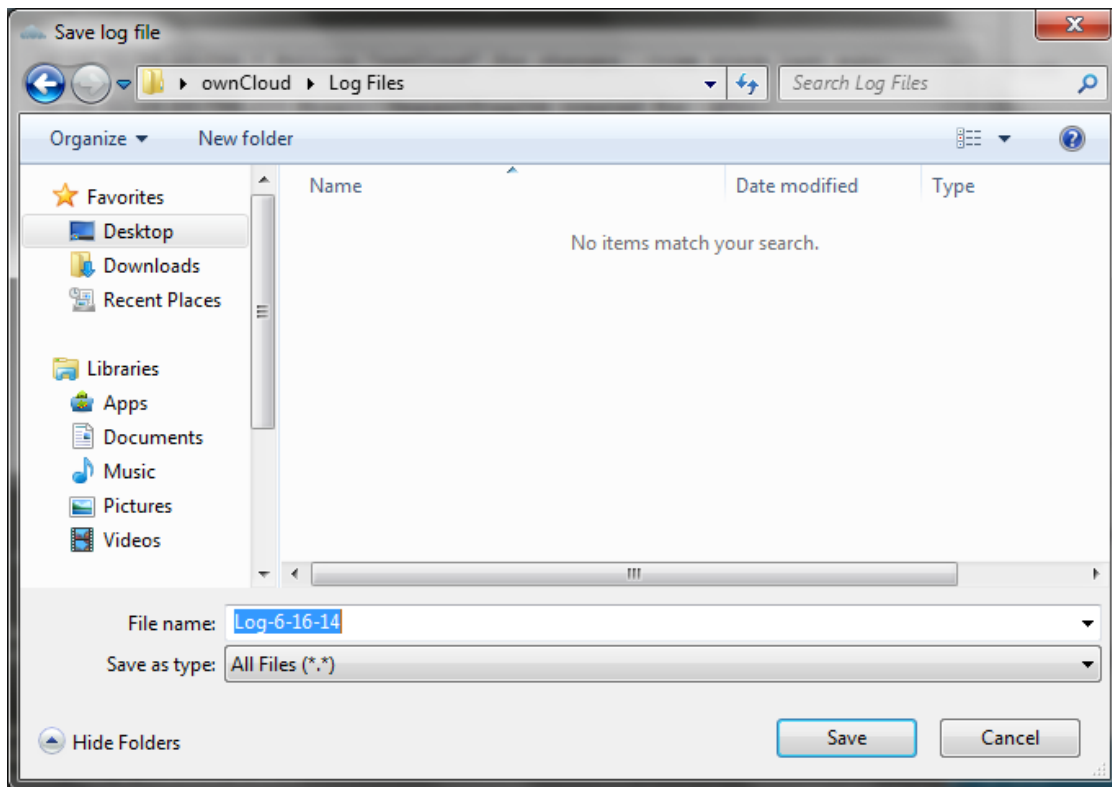 Save log file
ownCloud Log Files Search Log Files
Organize New folder
Name Date modified Type
Favorites
Desktop
Downloads
Recent Places
Libraries
Apps
Documents
Music
Pictures
Videos
No items match your search.
File name: Log-6-16-14
Save as type: All Files (*.*)
Hide Folders Save Cancel